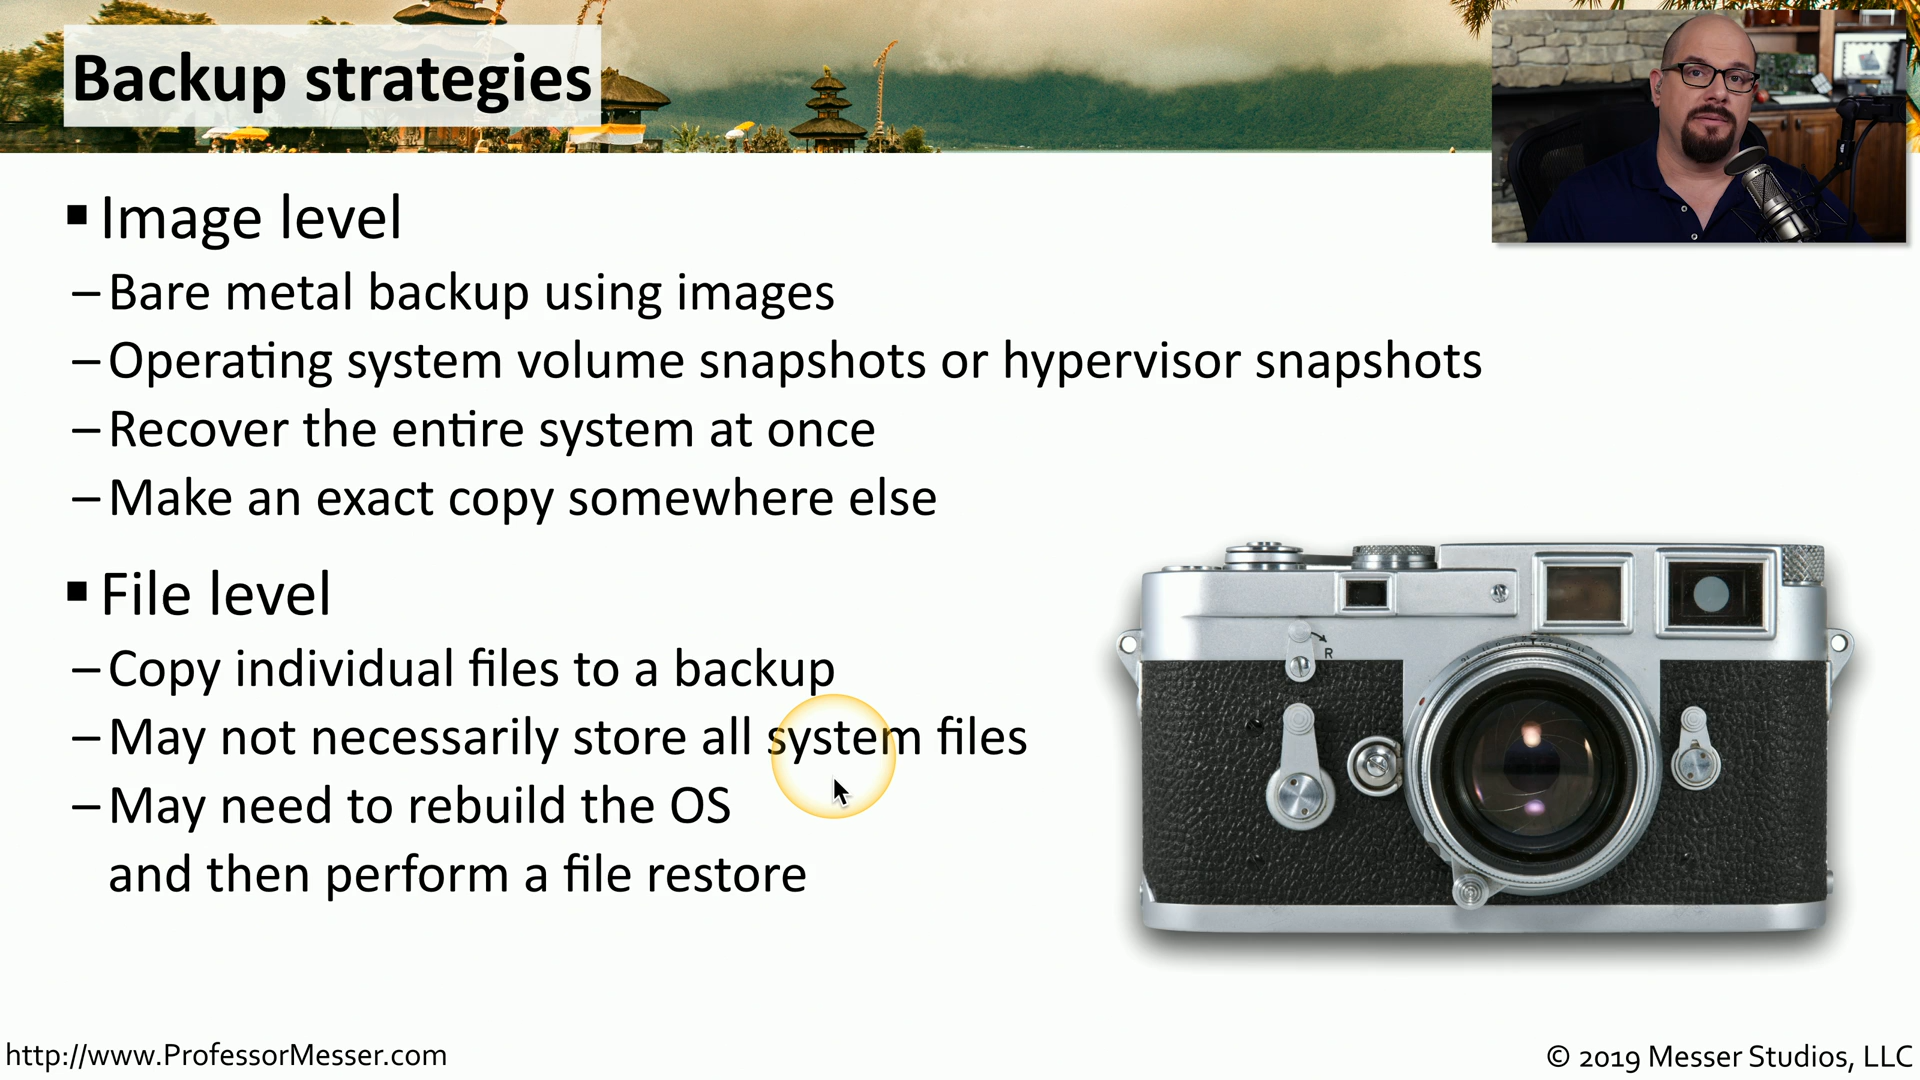 Backup strategies
Image level
– Bare metal backup using images
– Operating system volume snapshots or hypervisor snapshots
– Recover the entire system at once
– Make an exact copy somewhere else
File level
– Copy individual files to a backup
– May not necessarily store all system files
– May need to rebuild the OS
and then perform a file restore
R
http://www.ProfessorMesser.com
© 2019 Messer Studios, LLC